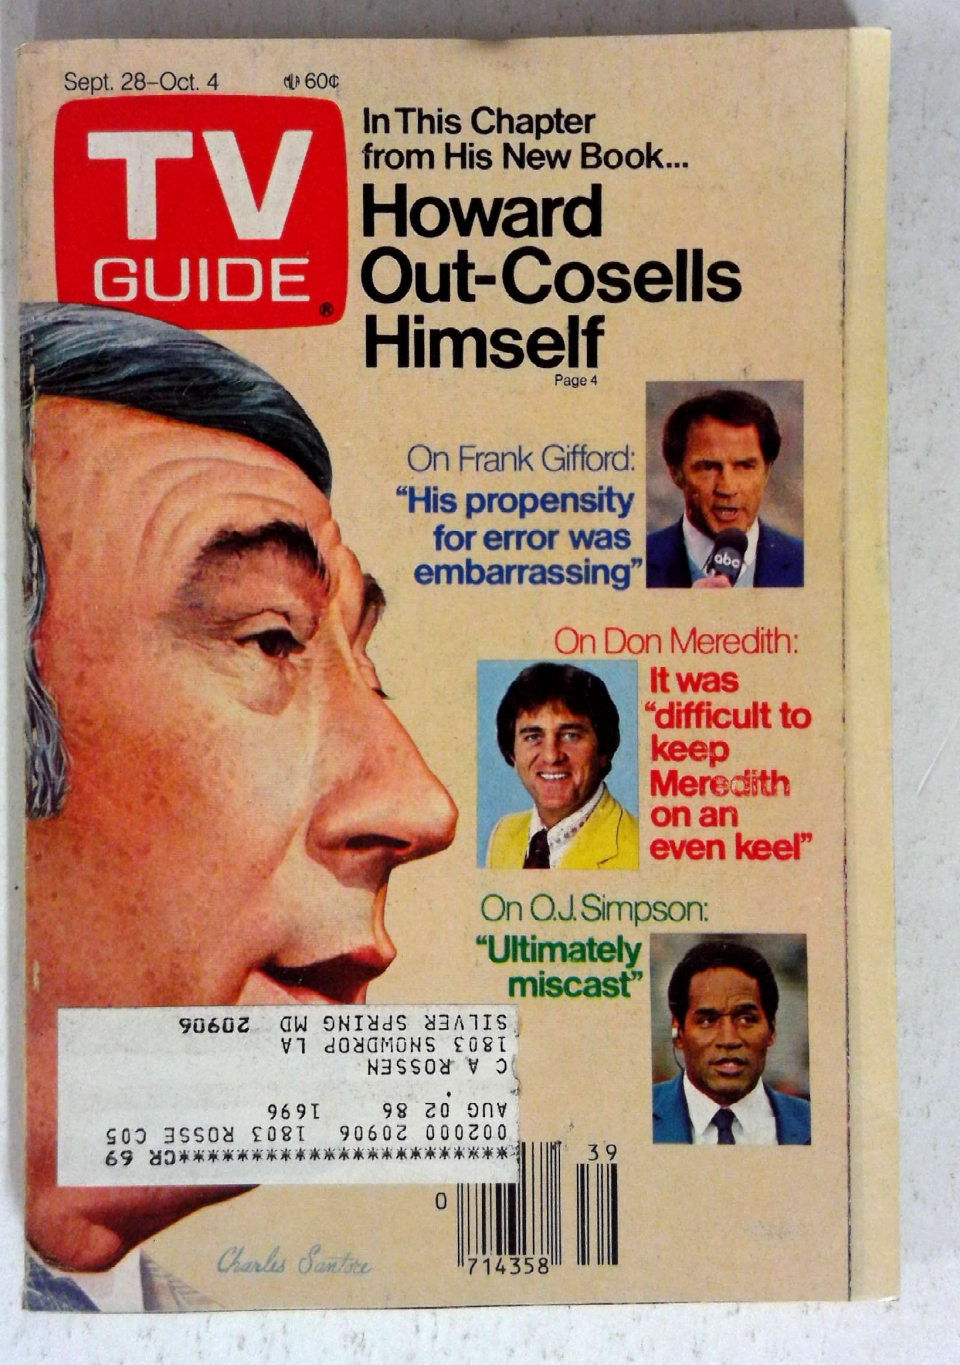 Sept. 28–Oct. 4
60¢
TV
GUIDE®
In This Chapter
from His New Book...
Howard
Out-Cosells
Himself
Page 4
On Frank Gifford:
“His propensity
for error was
embarrassing”
abc
On Don Meredith:
It was
“difficult to
keep
Meredith
on an
even keel”
On O.J. Simpson:
“Ultimately
miscast”
***********************************CR 69
002000 20906 1803 ROSSE C05
AUG 02 86 1696
C A ROSSEN
1803 SNOWDROP LA
SILVER SPRING MD 20906
39
0
714358
Charles Santore